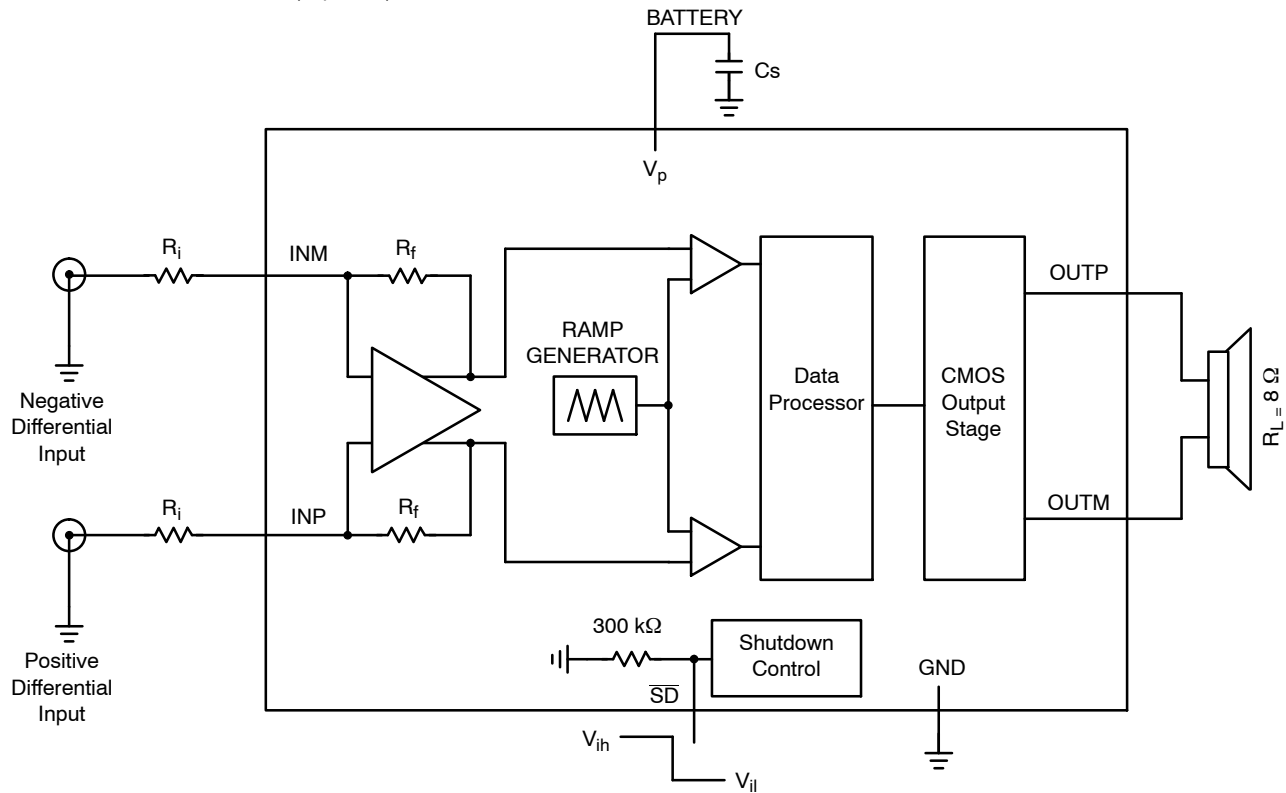 BATTERY
Cs
Vp
Ri
INM
Rf
RAMP
GENERATOR
Data
Processor
CMOS
Output
Stage
OUTP
RL = 8 Ω
Negative
Differential
Input
Ri
INP
Rf
OUTM
300 kΩ
Shutdown
Control
SD
GND
Positive
Differential
Input
Vih
Vil